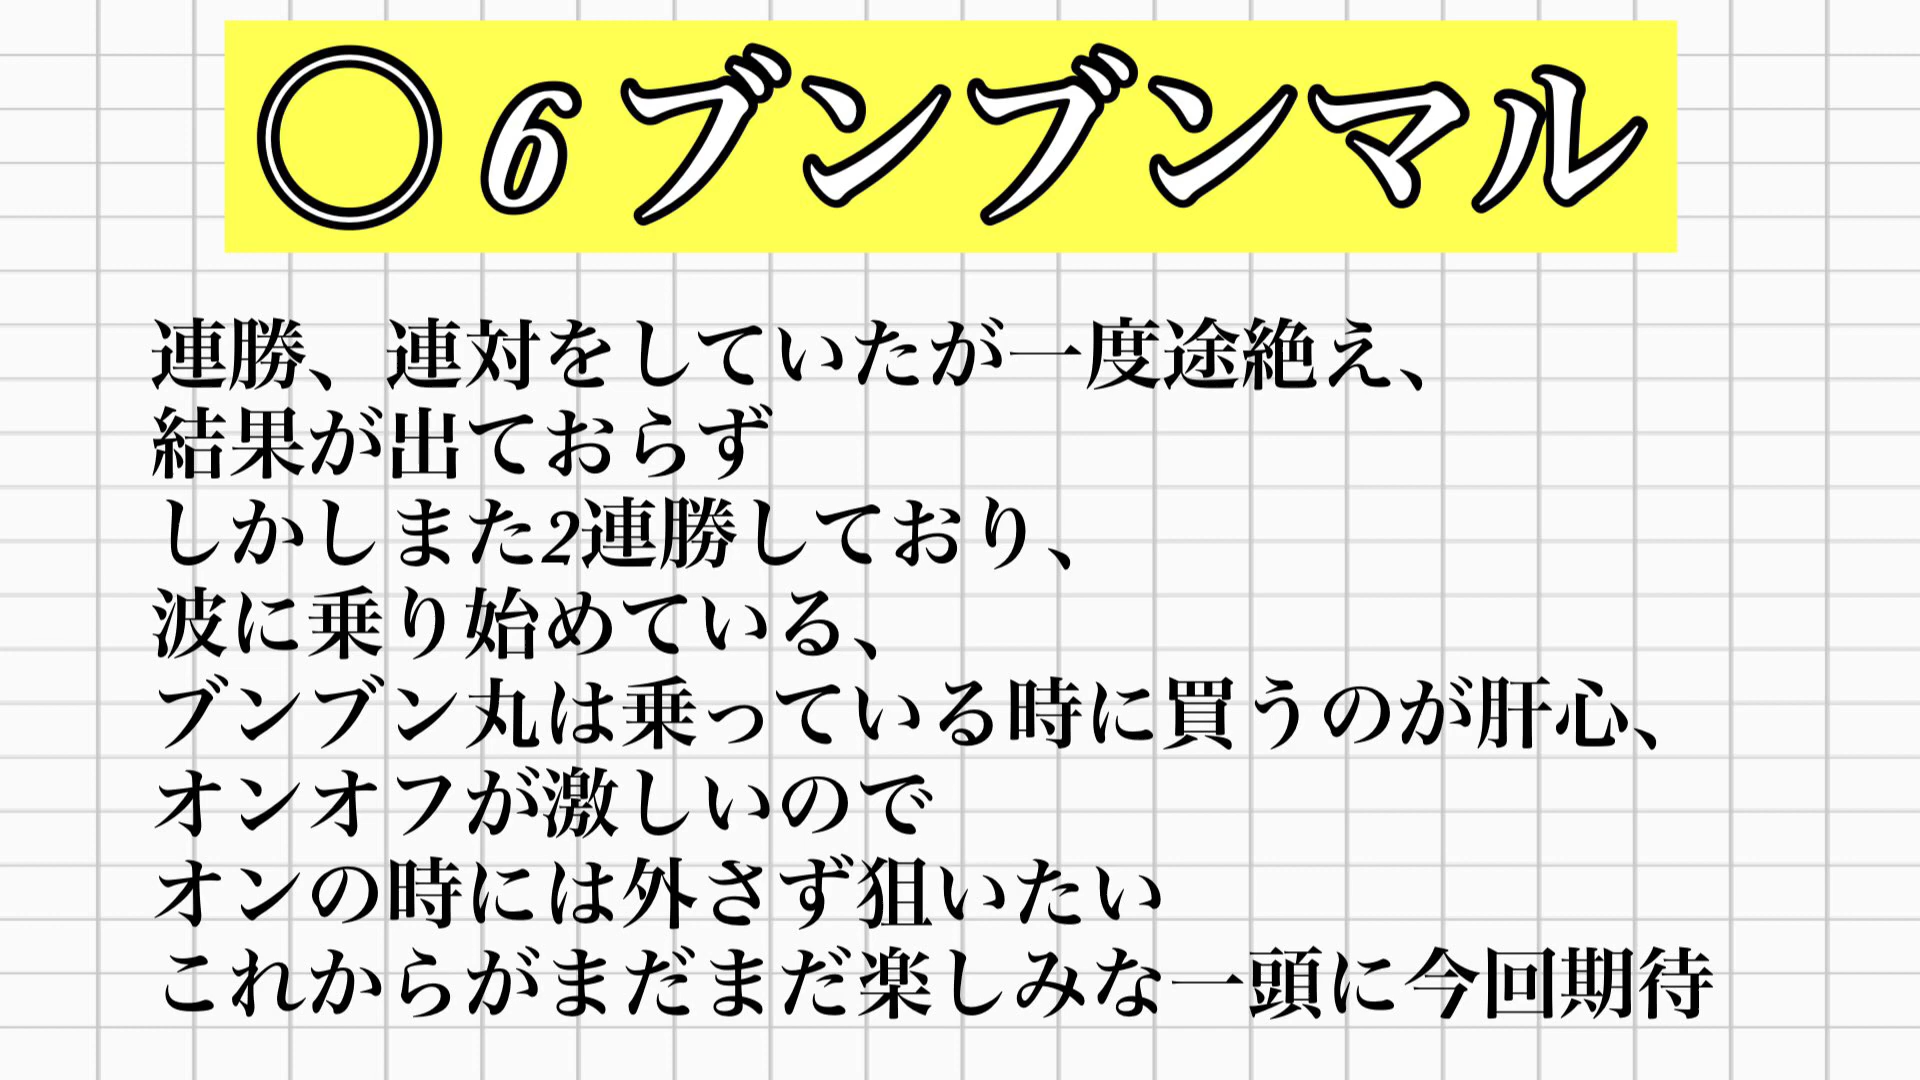 ○6ブンブンマル
連勝、連対をしていたが一度途絶え、
結果が出ておらず
しかしまた2連勝しており、
波に乗り始めている、
ブンブン丸は乗っている時に買うのが肝心、
オンオフが激しいので
オンの時には外さず狙いたい
これからがまだまだ楽しみな一頭に今回期待